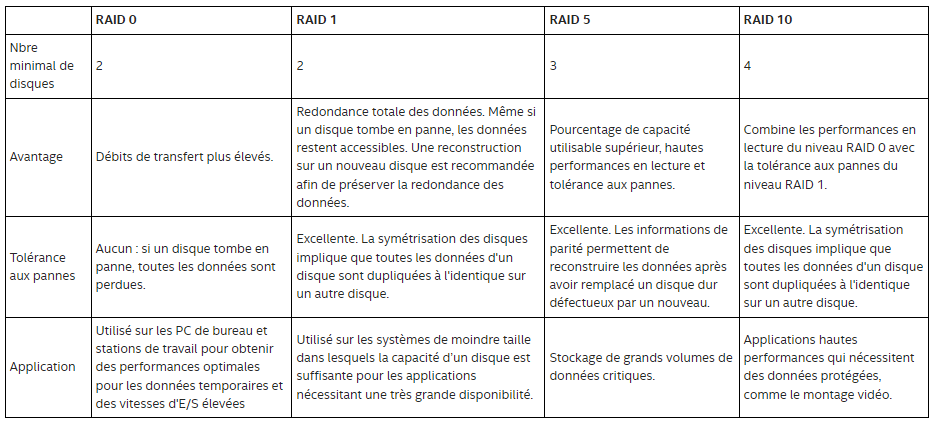 RAID 0
RAID 1
RAID 5
RAID 10
Nbre
minimal de
disques
2
2
3
4
Avantage
Débits de transfert plus élevés.
Redondance totale des données. Même si
un disque tombe en panne, les données
restent accessibles. Une reconstruction
sur un nouveau disque est recommandée
afin de préserver la redondance des
données.
Pourcentage de capacité
utilisable supérieur, hautes
performances en lecture et
tolérance aux pannes.
Combine les performances en
lecture du niveau RAID 0 avec
la tolérance aux pannes du
niveau RAID 1.
Tolérance
aux pannes
Aucun : si un disque tombe en
panne, toutes les données sont
perdues.
Excellente. La symétrisation des disques
implique que toutes les données d'un
disque sont dupliquées à l'identique sur
un autre disque.
Excellente. Les informations de
parité permettent de
reconstruire les données après
avoir remplacé un disque dur
défectueux par un nouveau.
Excellente. La symétrisation
des disques implique que
toutes les données d'un disque
sont dupliquées à l'identique
sur un autre disque.
Application
Utilisé sur les PC de bureau et
stations de travail pour obtenir
des performances optimales
pour les données temporaires et
des vitesses d'E/S élevées
Utilisé sur les systèmes de moindre taille
dans lesquels la capacité d'un disque est
suffisante pour les applications
nécessitant une très grande disponibilité.
Stockage de grands volumes de
données critiques.
Applications hautes
performances qui nécessitent
des données protégées,
comme le montage vidéo.